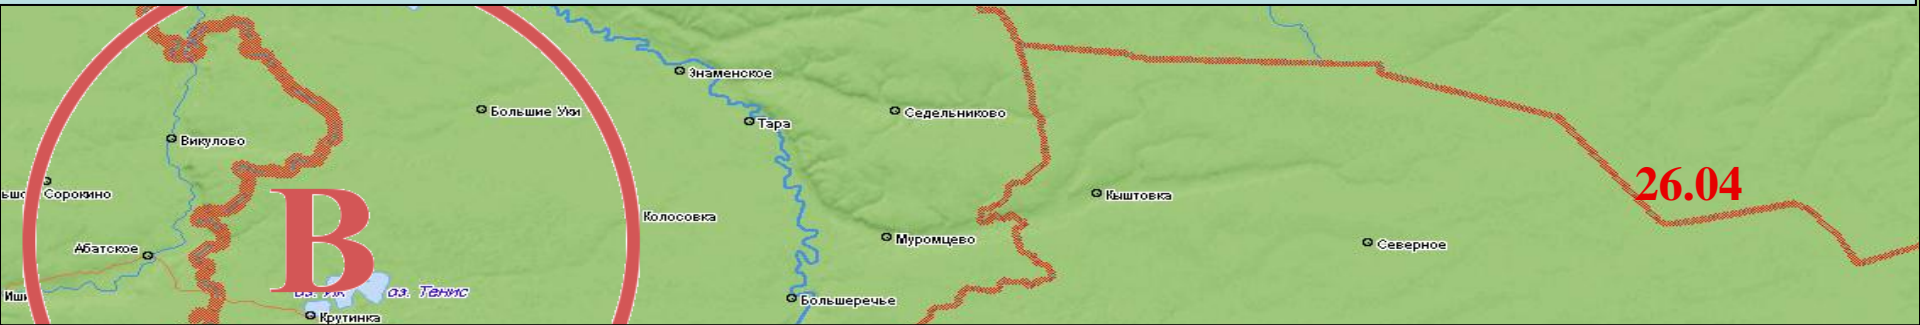 Знаменское
Большие Уки
Седельниково
Тара
Викулово
26.04
Сорокино
Кыштовка
В
Колосовка
Абатское
Муромцево
Северное
оз. Тенис
Большеречье
Крутинка